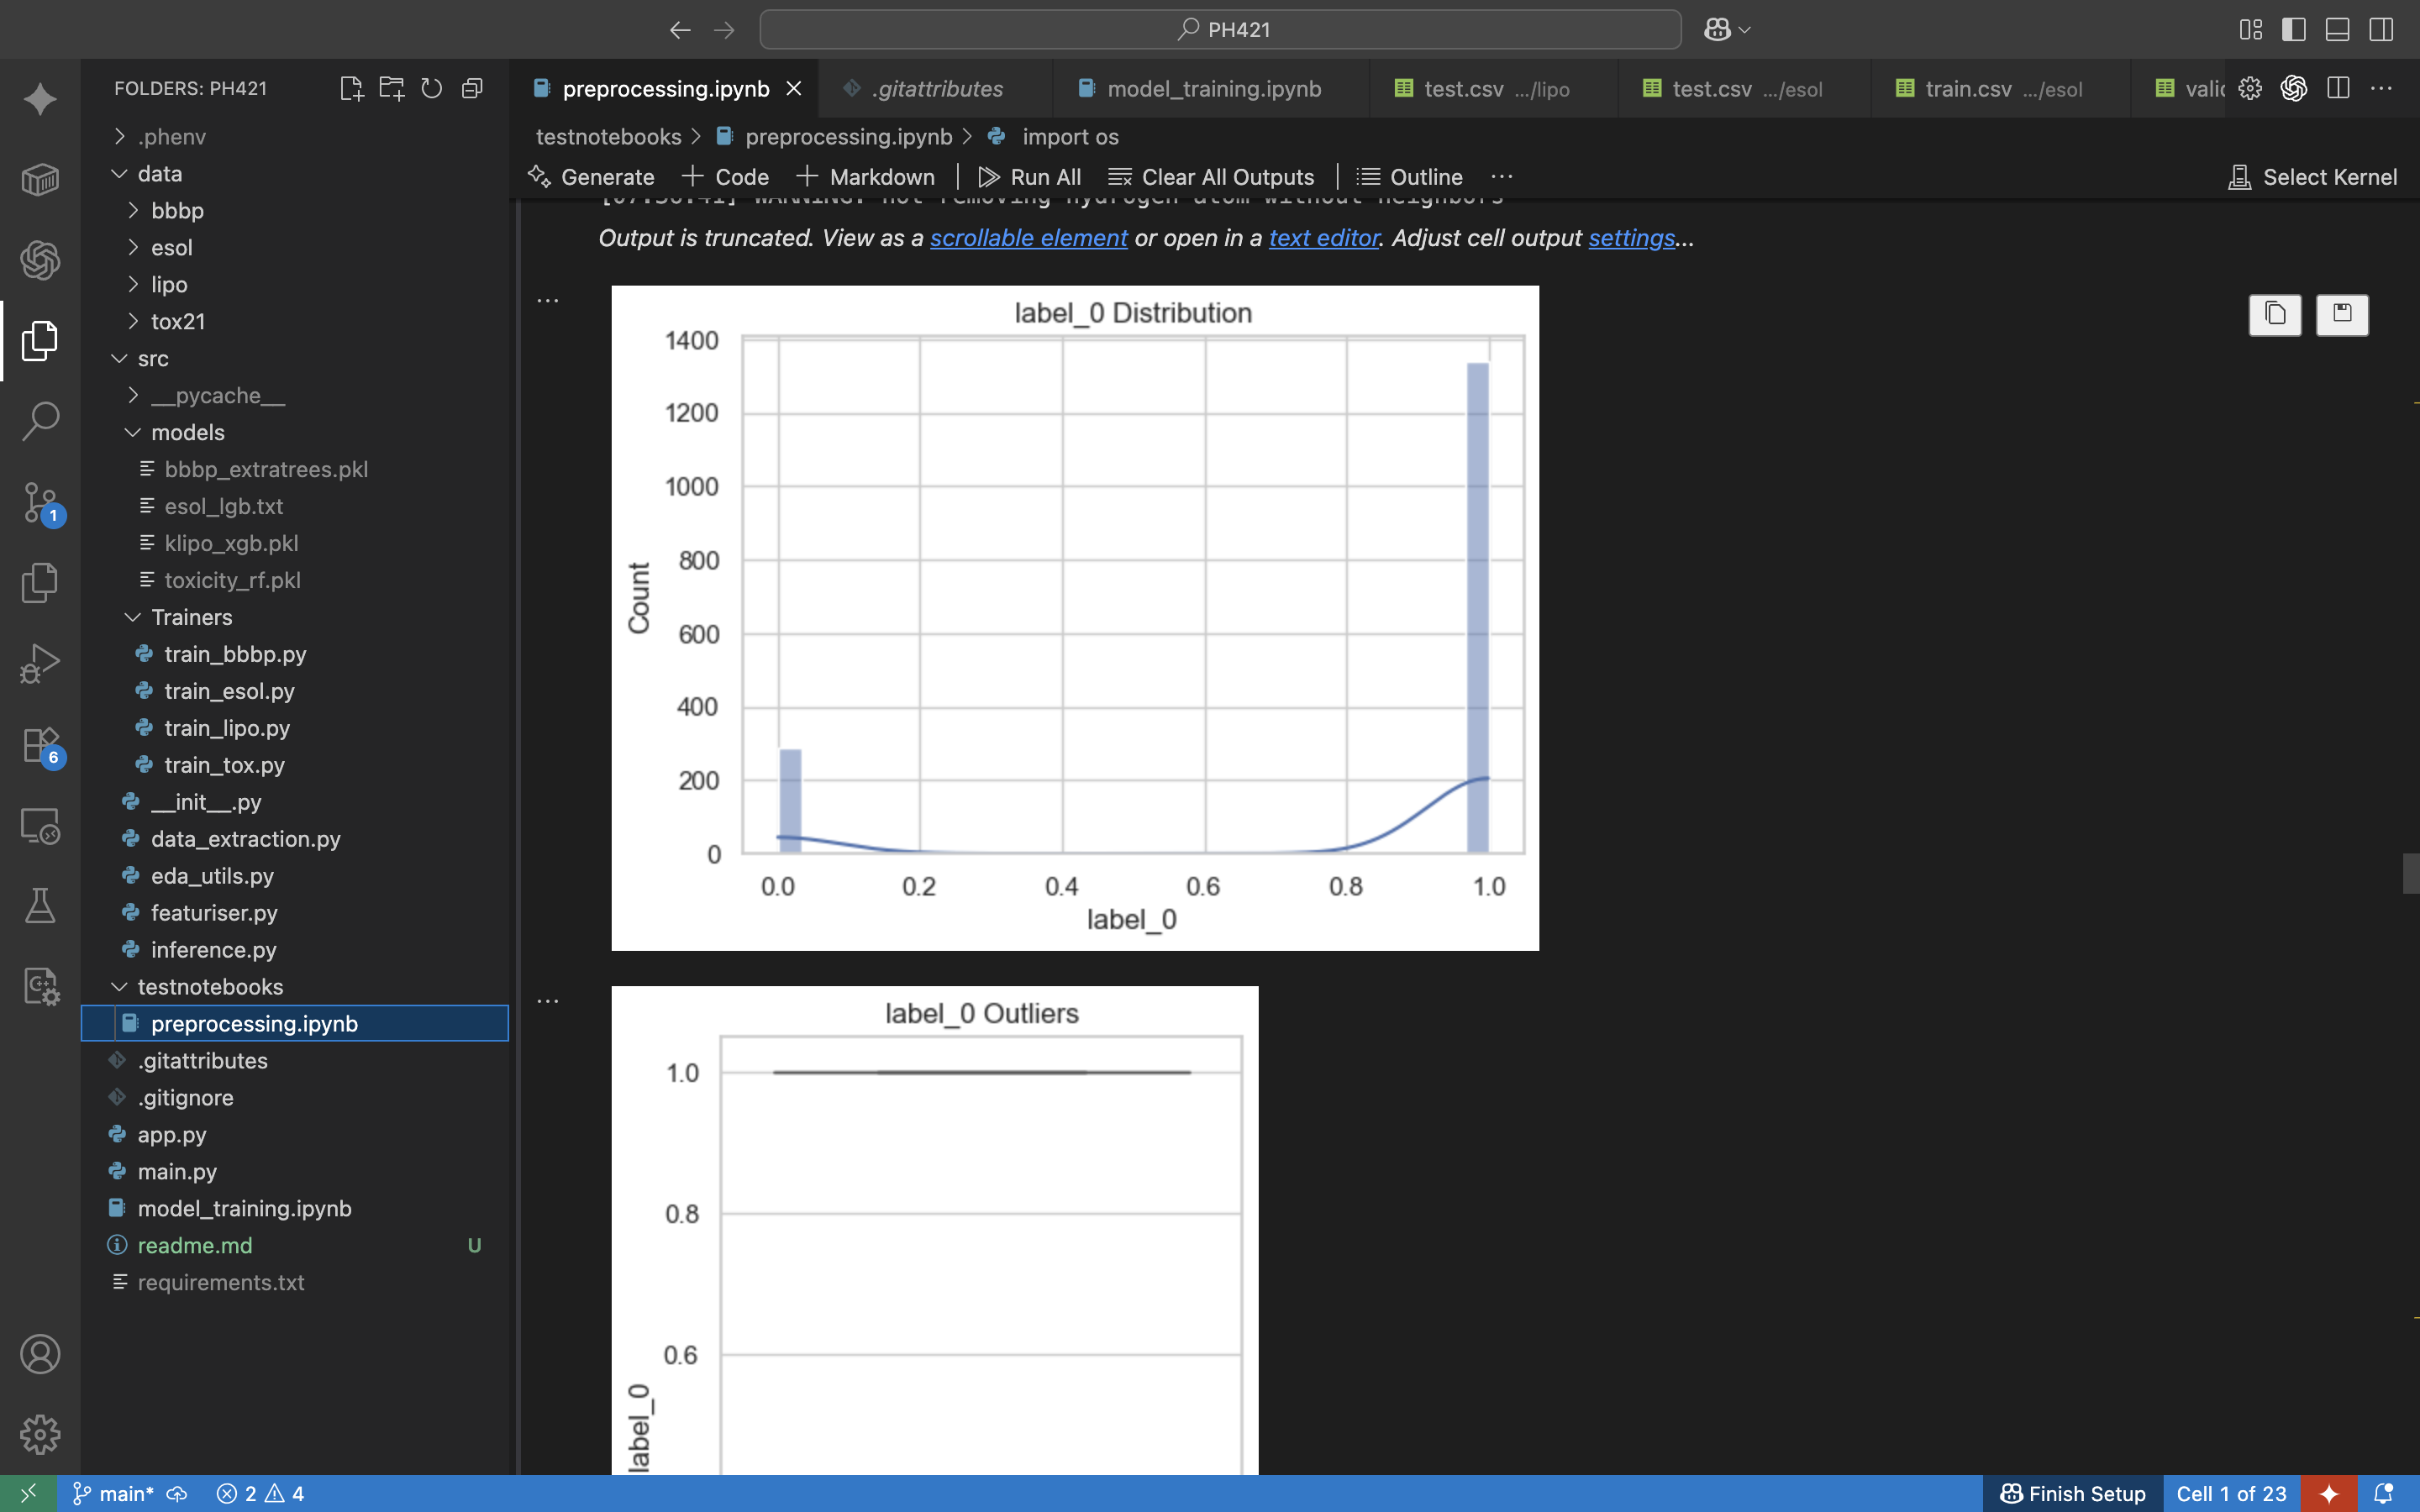 PH421
FOLDERS: PH421
.phenv
data
bbbp
esol
lipo
tox21
src
__pycache__
models
bbbp_extratrees.pkl
esol_lgb.txt
klipo_xgb.pkl
toxicity_rf.pkl
Trainers
train_bbbp.py
train_esol.py
train_lipo.py
train_tox.py
__init__.py
data_extraction.py
eda_utils.py
featuriser.py
inference.py
testnotebooks
preprocessing.ipynb
.gitattributes
.gitignore
app.py
main.py
model_training.ipynb
readme.md U
requirements.txt
1
6
C++
preprocessing.ipynb .gitattributes model_training.ipynb test.csv .../lipo test.csv .../esol train.csv .../esol
testnotebooks > preprocessing.ipynb > import os
Generate + Code + Markdown | Run All Clear All Outputs | Outline ... Select Kernel
[07:36:41] WARNING: not removing hydrogen atom without neighbors
Output is truncated. View as a scrollable element or open in a text editor. Adjust cell output settings...
label_0 Distribution
1400
1200
1000
800
600
400
200
0
Count
0.0 0.2 0.4 0.6 0.8 1.0
label_0
label_0 Outliers
1.0
0.8
0.6
label_0
main* 2 4 Finish Setup Cell 1 of 23